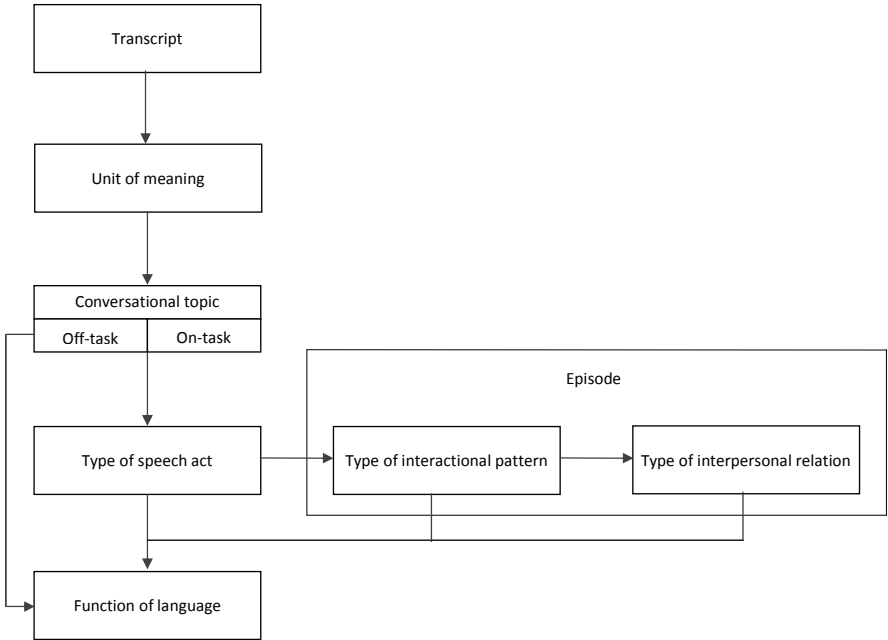 Transcript
Unit of meaning
Conversational topic
Off-task
On-task
Episode
Type of speech act
Type of interactional pattern
Type of interpersonal relation
Function of language